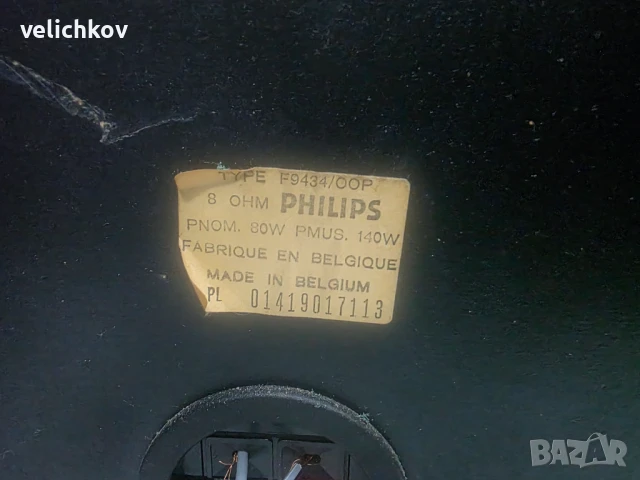 velichkov
TYPE F9434/00P
8 OHM PHILIPS
PNOM. 80W PMUS. 140W
FABRIQUE EN BELGIQUE
MADE IN BELGIUM
PL 01419017113
BAZAR